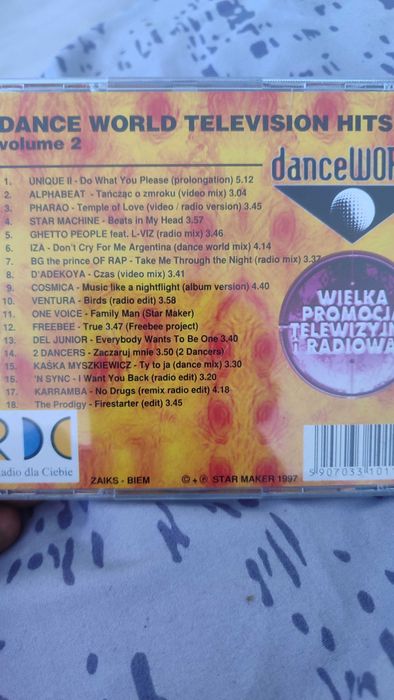 DANCE WORLD TELEVISION HITS
volume 2
danceWOR
1. UNIQUE II - Do What You Please (prolongation) 5.12
2. ALPHABEAT - Tańcząc o zmroku (video mix) 3.04
3. PHARAO - Temple of Love (video / radio version) 3.45
4. STAR MACHINE - Beats in My Head 3.57
5. GHETTO PEOPLE feat. L-VIZ (radio mix) 3.46
6. IZA - Don't Cry For Me Argentina (dance world mix) 4.14
7. BG the prince OF RAP - Take Me Through the Night (radio mix) 3.37
8. D'ADEKOYA - Czas (video mix) 3.41
9. COSMICA - Music like a nightflight (album version) 4.40
10. VENTURA - Birds (radio edit) 3.58
11. ONE VOICE - Family Man (Star Maker)
12. FREEBEE - True 3.47 (Freebee project)
13. DEL JUNIOR - Everybody Wants To Be One 3.40
14. 2 DANCERS - Zaczaruj mnie 3.50 (2 Dancers)
15. KAŚKA MYSZKIEWICZ - Ty to ja (dance mix) 3.30
16. 'N SYNC - I Want You Back (radio edit) 3.20
17. KARRAMBA - No Drugs (remix radio edit) 4.18
18. The Prodigy - Firestarter (edit) 3.45
WIELKA
PROMOCJA
TELEWIZYJN
I RADIOWA
RDC
adio dla Ciebie
ZAIKS - BIEM
© + ℗ STAR MAKER 1997
5 907033 1011